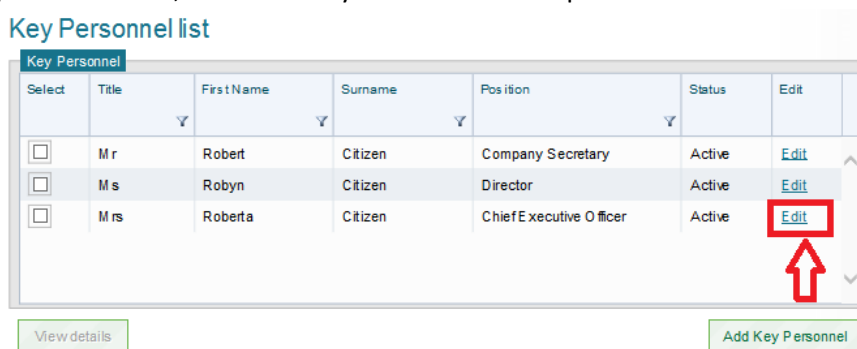 Key Personnel list
Key Personnel
Select Title First Name Surname Position Status Edit
Mr Robert Citizen Company Secretary Active Edit
Ms Robyn Citizen Director Active Edit
Mrs Roberta Citizen Chief Executive Officer Active Edit
View details Add Key Personnel